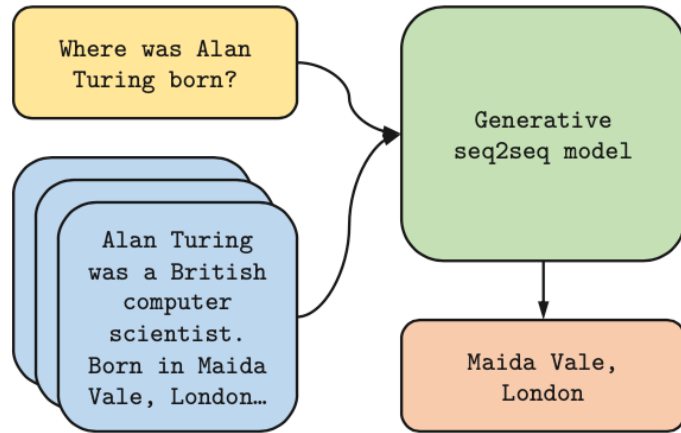 Where was Alan
Turing born?
Generative
seq2seq model
Alan Turing
was a British
computer
scientist.
Born in Maida
Vale, London…
Maida Vale,
London